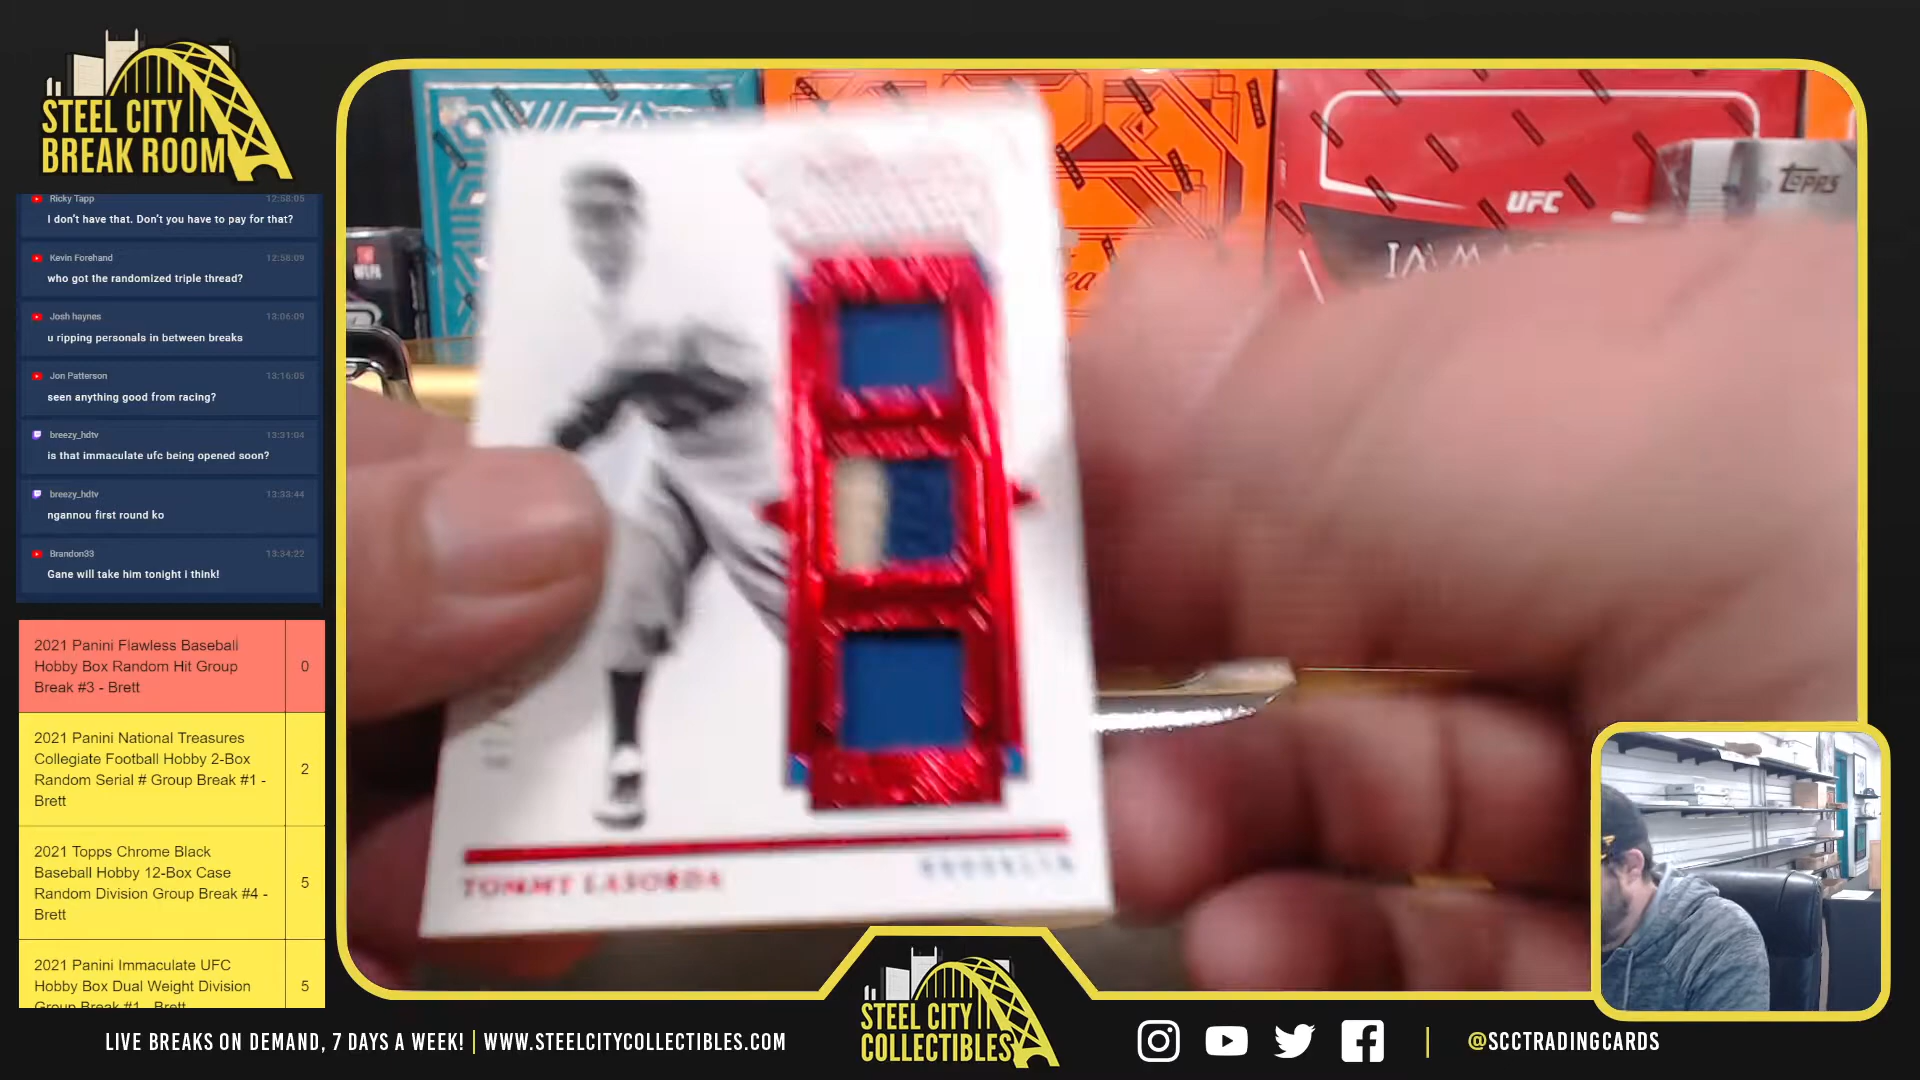 STEEL CITY
BREAK ROOM
Ricky Tapp 12:58:05
I don't have that. Don't you have to pay for that?
Kevin Forehand 12:58:09
who got the randomized triple thread?
Josh haynes 13:06:09
u ripping personals in between breaks
Jon Patterson 13:16:05
seen anything good from racing?
breezy_hdtv 13:31:04
is that immaculate ufc being opened soon?
breezy_hdtv 13:33:44
ngannou first round ko
Brandon33 13:34:22
Gane will take him tonight i think!
2021 Panini Flawless Baseball
Hobby Box Random Hit Group
Break #3 - Brett
0
2021 Panini National Treasures
Collegiate Football Hobby 2-Box
Random Serial # Group Break #1 -
Brett
2
2021 Topps Chrome Black
Baseball Hobby 12-Box Case
Random Division Group Break #4 -
Brett
5
2021 Panini Immaculate UFC
Hobby Box Dual Weight Division
Group Break #1 - Brett
5
UFC
TOPPS
TOMMY LASORDA
BROOKLYN
LIVE BREAKS ON DEMAND, 7 DAYS A WEEK! | WWW.STEELCITYCOLLECTIBLES.COM
STEEL CITY
COLLECTIBLES
| @SCCTRADINGCARDS